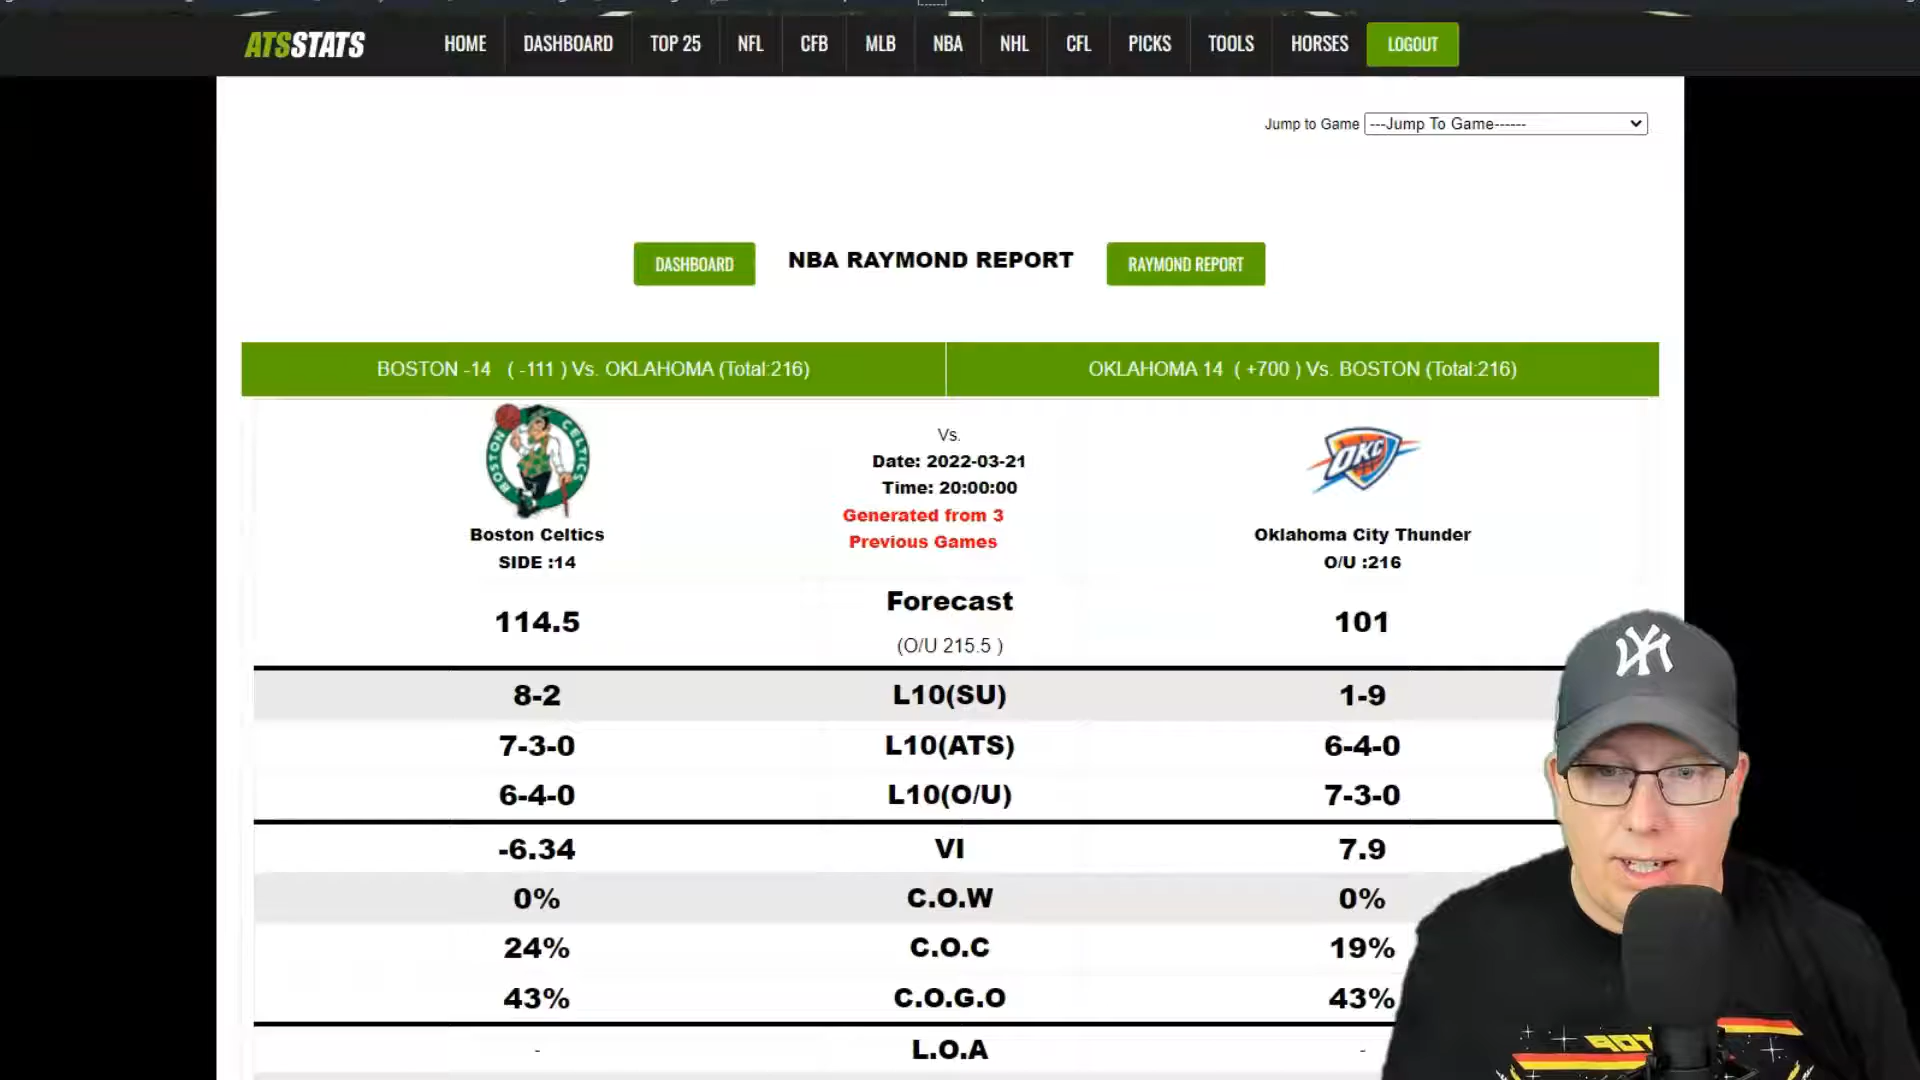 ATSSTATS
HOME DASHBOARD TOP 25 NFL CFB MLB NBA NHL CFL PICKS TOOLS HORSES LOGOUT
Jump to Game ---Jump To Game------
DASHBOARD NBA RAYMOND REPORT RAYMOND REPORT
BOSTON -14 ( -111 ) Vs. OKLAHOMA (Total:216) OKLAHOMA 14 ( +700 ) Vs. BOSTON (Total:216)
BOSTON CELTICS
OKC
Vs.
Date: 2022-03-21
Time: 20:00:00
Generated from 3
Previous Games
Boston Celtics Oklahoma City Thunder
SIDE :14 O/U :216
114.5 Forecast 101
(O/U 215.5 )
8-2 L10(SU) 1-9
7-3-0 L10(ATS) 6-4-0
6-4-0 L10(O/U) 7-3-0
-6.34 VI 7.9
0% C.O.W 0%
24% C.O.C 19%
43% C.O.G.O 43%
- L.O.A -
NY